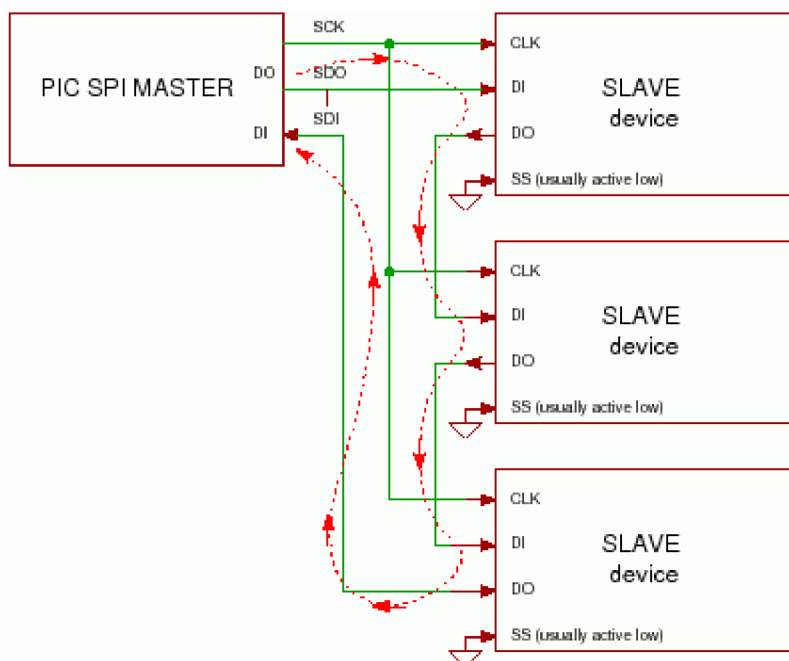 SCK
CLK
PIC SPI MASTER
DO
SDO
DI
SLAVE
device
SDI
DI
DO
SS (usually active low)
CLK
DI
SLAVE
device
DO
SS (usually active low)
CLK
DI
SLAVE
device
DO
SS (usually active low)